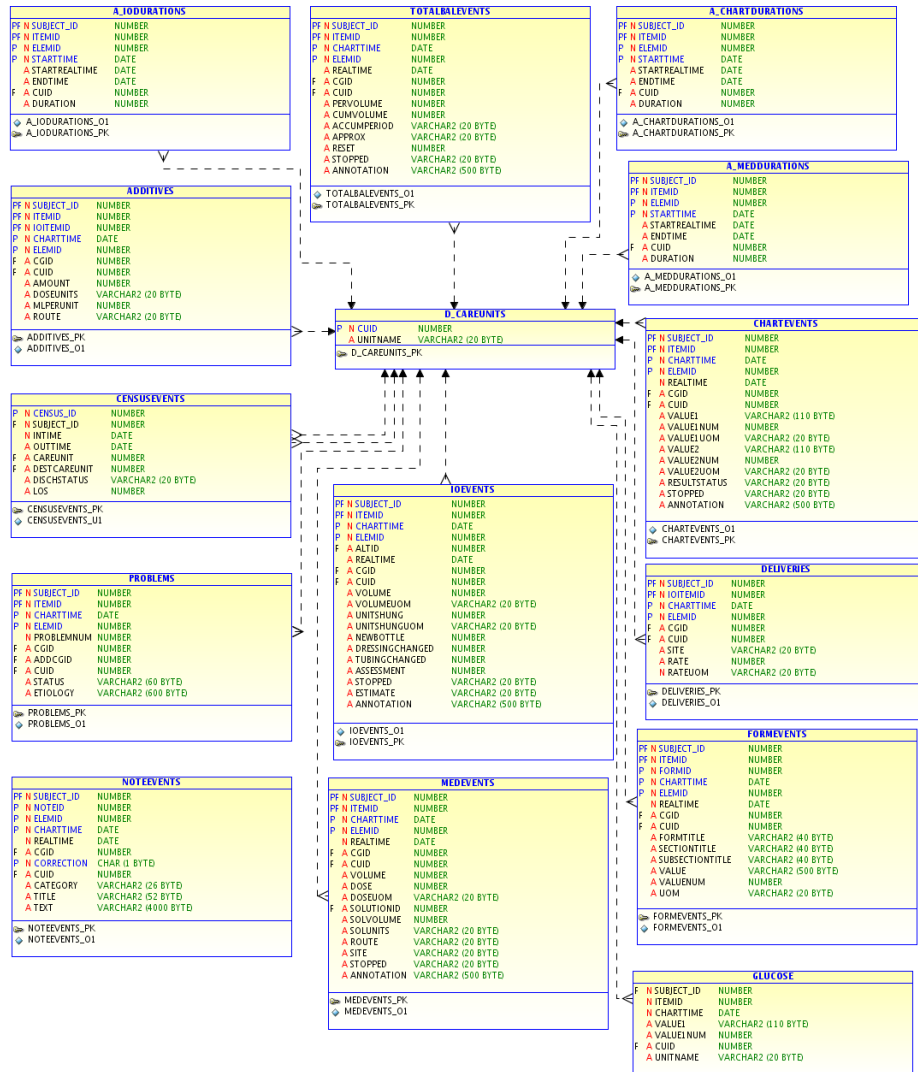 A_IODURATIONS
PF N SUBJECT_ID NUMBER
PF N ITEMID NUMBER
P N ELEMID NUMBER
P N STARTTIME DATE
A STARTREALTIME DATE
A ENDTIME DATE
F A CUID NUMBER
A DURATION NUMBER
A_IODURATIONS_O1
A_IODURATIONS_PK
TOTALBALEVENTS
PF N SUBJECT_ID NUMBER
PF N ITEMID NUMBER
P N CHARTTIME DATE
P N ELEMID NUMBER
A REALTIME DATE
F A CGID NUMBER
F A CUID NUMBER
A PERVOLUME NUMBER
A CUMVOLUME NUMBER
A ACCUMPERIOD VARCHAR2 (20 BYTE)
A APPROX VARCHAR2 (20 BYTE)
A RESET NUMBER
A STOPPED VARCHAR2 (20 BYTE)
A ANNOTATION VARCHAR2 (500 BYTE)
TOTALBALEVENTS_O1
TOTALBALEVENTS_PK
A_CHARTDURATIONS
PF N SUBJECT_ID NUMBER
PF N ITEMID NUMBER
P N ELEMID NUMBER
P N STARTTIME DATE
A STARTREALTIME DATE
A ENDTIME DATE
F A CUID NUMBER
A DURATION NUMBER
A_CHARTDURATIONS_O1
A_CHARTDURATIONS_PK
A_MEDDURATIONS
PF N SUBJECT_ID NUMBER
PF N ITEMID NUMBER
P N ELEMID NUMBER
P N STARTTIME DATE
A STARTREALTIME DATE
A ENDTIME DATE
F A CUID NUMBER
A DURATION NUMBER
A_MEDDURATIONS_O1
A_MEDDURATIONS_PK
ADDITIVES
PF N SUBJECT_ID NUMBER
PF N ITEMID NUMBER
PF N IOITEMID NUMBER
P N CHARTTIME DATE
P N ELEMID NUMBER
F A CGID NUMBER
F A CUID NUMBER
A AMOUNT NUMBER
A DOSEUNITS VARCHAR2 (20 BYTE)
A MLPERUNIT NUMBER
A ROUTE VARCHAR2 (20 BYTE)
ADDITIVES_PK
ADDITIVES_O1
D_CAREUNITS
P N CUID NUMBER
A UNITNAME VARCHAR2 (20 BYTE)
D_CAREUNITS_PK
CHARTEVENTS
PF N SUBJECT_ID NUMBER
PF N ITEMID NUMBER
P N CHARTTIME DATE
P N ELEMID NUMBER
N REALTIME DATE
F A CGID NUMBER
F A CUID NUMBER
A VALUE1 VARCHAR2 (110 BYTE)
A VALUE1NUM NUMBER
A VALUE1UOM VARCHAR2 (20 BYTE)
A VALUE2 VARCHAR2 (110 BYTE)
A VALUE2NUM NUMBER
A VALUE2UOM VARCHAR2 (20 BYTE)
A RESULTSTATUS VARCHAR2 (20 BYTE)
A STOPPED VARCHAR2 (20 BYTE)
A ANNOTATION VARCHAR2 (500 BYTE)
CHARTEVENTS_O1
CHARTEVENTS_PK
CENSUSEVENTS
P N CENSUS_ID NUMBER
F N SUBJECT_ID NUMBER
N INTIME DATE
A OUTTIME DATE
F A CAREUNIT NUMBER
F A DESTCAREUNIT NUMBER
A DISCHSTATUS VARCHAR2 (20 BYTE)
A LOS NUMBER
CENSUSEVENTS_PK
CENSUSEVENTS_U1
IOEVENTS
PF N SUBJECT_ID NUMBER
PF N ITEMID NUMBER
P N CHARTTIME DATE
P N ELEMID NUMBER
F A ALTID NUMBER
A REALTIME DATE
F A CGID NUMBER
F A CUID NUMBER
A VOLUME NUMBER
A VOLUMEUOM VARCHAR2 (20 BYTE)
A UNITSHUNG NUMBER
A UNITSHUNGUOM VARCHAR2 (20 BYTE)
A NEWBOTTLE NUMBER
A DRESSINGCHANGED NUMBER
A TUBINGCHANGED NUMBER
A ASSESSMENT NUMBER
A STOPPED VARCHAR2 (20 BYTE)
A ESTIMATE VARCHAR2 (20 BYTE)
A ANNOTATION VARCHAR2 (500 BYTE)
IOEVENTS_O1
IOEVENTS_PK
DELIVERIES
PF N SUBJECT_ID NUMBER
PF N IOITEMID NUMBER
P N CHARTTIME DATE
P N ELEMID NUMBER
F A CGID NUMBER
F A CUID NUMBER
A SITE VARCHAR2 (20 BYTE)
A RATE NUMBER
N RATEUOM VARCHAR2 (20 BYTE)
DELIVERIES_PK
DELIVERIES_O1
PROBLEMS
PF N SUBJECT_ID NUMBER
PF N ITEMID NUMBER
P N CHARTTIME DATE
P N ELEMID NUMBER
N PROBLEMNUM NUMBER
F A CGID NUMBER
F A ADDCGID NUMBER
F A CUID NUMBER
A STATUS VARCHAR2 (60 BYTE)
A ETIOLOGY VARCHAR2 (600 BYTE)
PROBLEMS_PK
PROBLEMS_O1
FORMEVENTS
PF N SUBJECT_ID NUMBER
PF N ITEMID NUMBER
P N FORMID NUMBER
P N CHARTTIME DATE
P N ELEMID NUMBER
N REALTIME DATE
F A CGID NUMBER
F A CUID NUMBER
A FORMTITLE VARCHAR2 (40 BYTE)
A SECTIONTITLE VARCHAR2 (40 BYTE)
A SUBSECTIONTITLE VARCHAR2 (40 BYTE)
A VALUE VARCHAR2 (500 BYTE)
A VALUENUM NUMBER
A UOM VARCHAR2 (20 BYTE)
FORMEVENTS_PK
FORMEVENTS_O1
NOTEEVENTS
PF N SUBJECT_ID NUMBER
P N NOTEID NUMBER
P N ELEMID NUMBER
P N CHARTTIME DATE
N REALTIME DATE
F A CGID NUMBER
P N CORRECTION CHAR (1 BYTE)
F A CUID NUMBER
A CATEGORY VARCHAR2 (26 BYTE)
A TITLE VARCHAR2 (52 BYTE)
A TEXT VARCHAR2 (4000 BYTE)
NOTEEVENTS_PK
NOTEEVENTS_O1
MEDEVENTS
PF N SUBJECT_ID NUMBER
PF N ITEMID NUMBER
P N CHARTTIME DATE
P N ELEMID NUMBER
N REALTIME DATE
F A CGID NUMBER
F A CUID NUMBER
A VOLUME NUMBER
A DOSE NUMBER
A DOSEUOM VARCHAR2 (20 BYTE)
F A SOLUTIONID NUMBER
A SOLVOLUME NUMBER
A SOLUNITS VARCHAR2 (20 BYTE)
A ROUTE VARCHAR2 (20 BYTE)
A SITE VARCHAR2 (20 BYTE)
A STOPPED VARCHAR2 (20 BYTE)
A ANNOTATION VARCHAR2 (500 BYTE)
MEDEVENTS_PK
MEDEVENTS_O1
GLUCOSE
F N SUBJECT_ID NUMBER
N ITEMID NUMBER
N CHARTTIME DATE
A VALUE1 VARCHAR2 (110 BYTE)
A VALUE1NUM NUMBER
F A CUID NUMBER
A UNITNAME VARCHAR2 (20 BYTE)